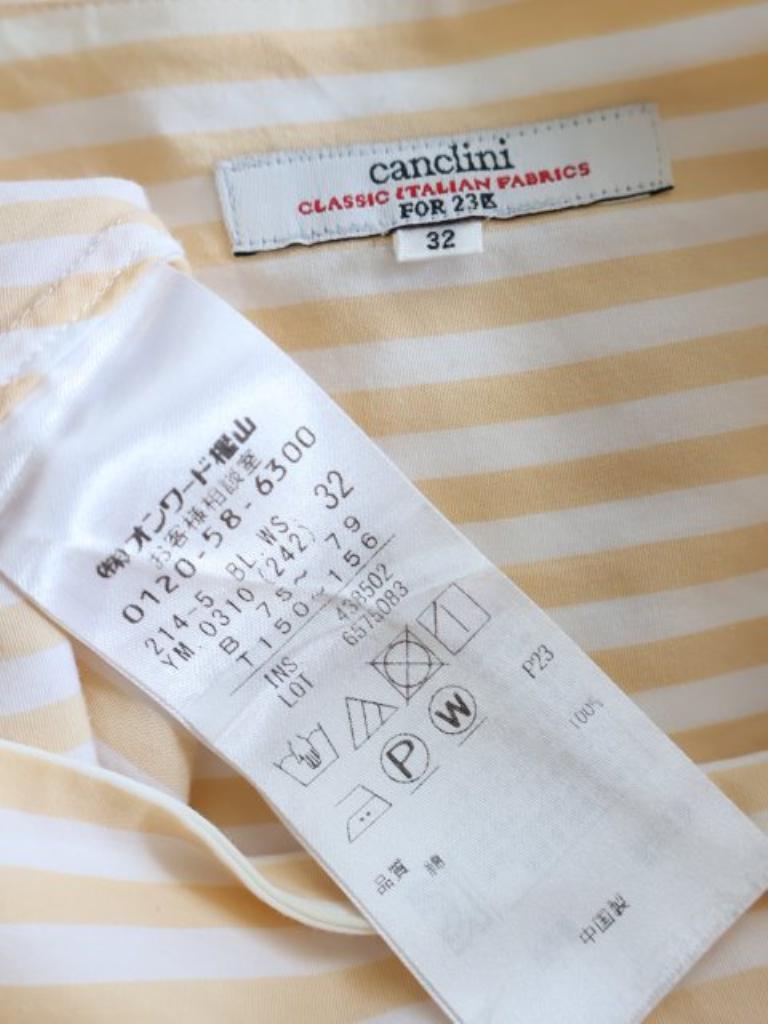 canclini
CLASSIC ITALIAN FABRICS
FOR 23区
32
(株)オンワード樫山
お客様相談室
0120-58-6300
214-5 BL.WS 32
YM.0310(242)
B 75~ 79
T150~156
INS 438502
LOT 6575083
P
W
P23
品質 綿 100%
中国製